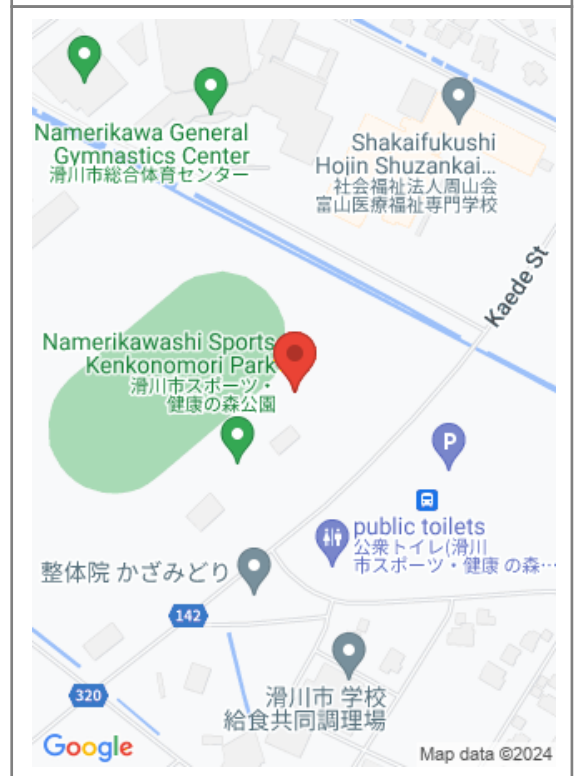 Namerikawa General
Gymnastics Center
滑川市総合体育センター
Shakaifukushi
Hojin Shuzankai...
社会福祉法人周山会
富山医療福祉専門学校
Kaede St
Namerikawashi Sports
Kenkonomori Park
滑川市スポーツ・
健康の森公園
P
public toilets
公衆トイレ(滑川
市スポーツ・健康 の森…
整体院 かざみどり
142
320
滑川市 学校
給食共同調理場
Google
Map data ©2024